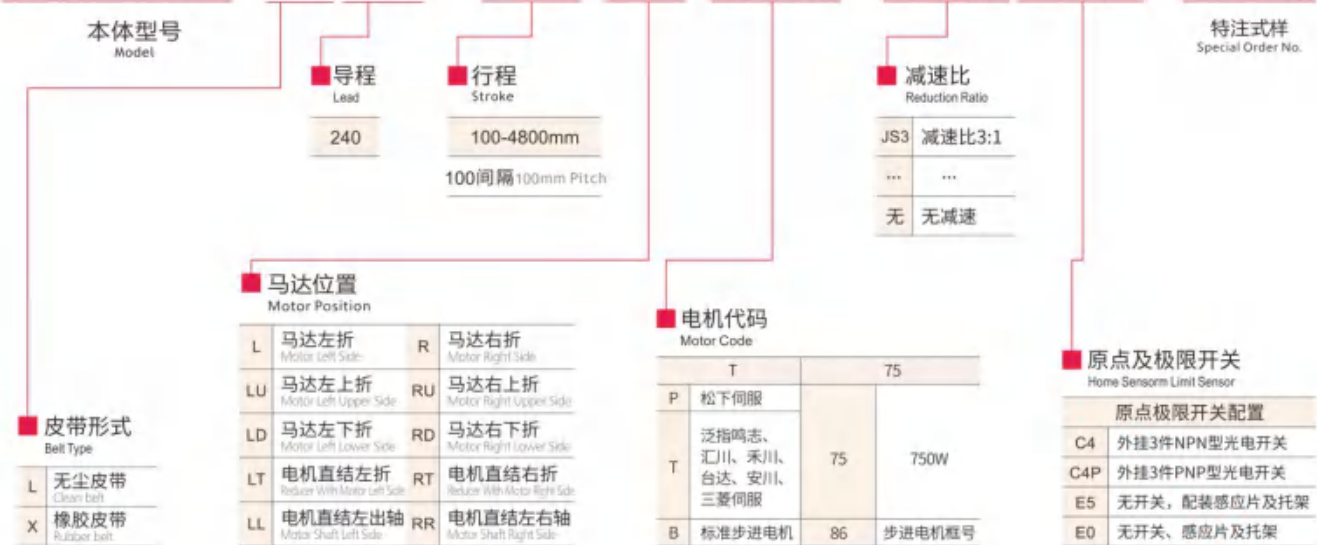 本体型号
Model
特注式样
Special Order No.
导程
Lead
240
行程
Stroke
100-4800mm
100间隔100mm Pitch
减速比
Reduction Ratio
JS3 减速比3:1
... ...
无 无减速
马达位置
Motor Position
L 马达左折 R 马达右折
Motor Left Side Motor Right Side
LU 马达左上折 RU 马达右上折
Motor Left Upper Side Motor Right Upper Side
LD 马达左下折 RD 马达右下折
Motor Left Lower Side Motor Right Lower Side
LT 电机直结左折 RT 电机直结右折
Reducer With Motor Left Side Reducer With Motor Right Side
LL 电机直结左出轴 RR 电机直结左右轴
Motor Shaft Left Side Motor Shaft Right Side
电机代码
Motor Code
T 75
P 松下伺服
T 泛指鸣志、
汇川、禾川、
台达、安川、
三菱伺服
75 750W
B 标准步进电机 86 步进电机框号
原点及极限开关
Home Sensorm Limit Sensor
原点极限开关配置
C4 外挂3件NPN型光电开关
C4P 外挂3件PNP型光电开关
E5 无开关，配装感应片及托架
E0 无开关、感应片及托架
皮带形式
Belt Type
L 无尘皮带
Clean belt
X 橡胶皮带
Rubber belt